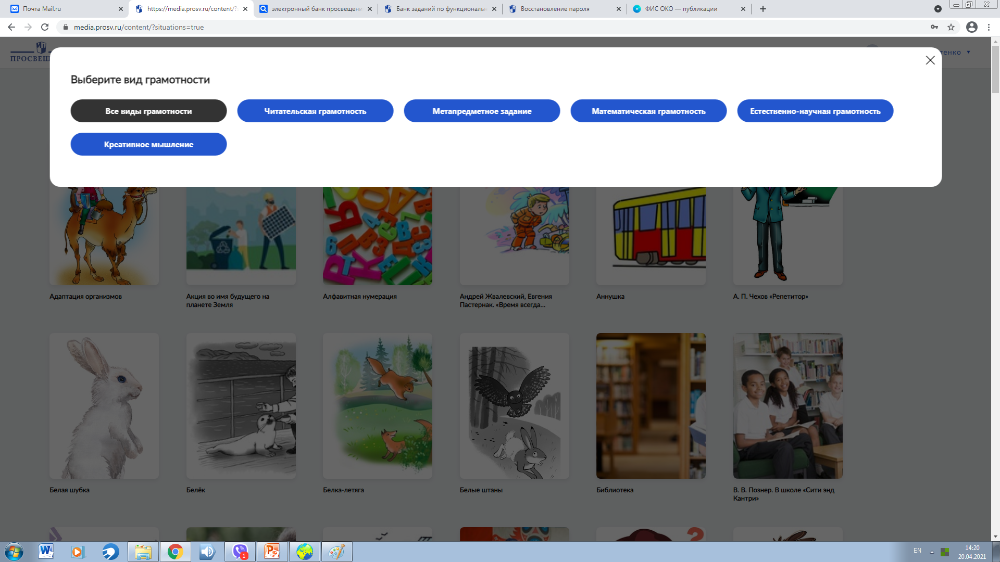 Почта Mail.ru
https://media.prosv.ru/content/?
электронный банк просвещени
Банк заданий по функциональн
Восстановление пароля
ФИС ОКО — публикации
media.prosv.ru/content/?situations=true
ПРОСВЕЩ
тенко
Выберите вид грамотности
Все виды грамотности
Читательская грамотность
Метапредметное задание
Математическая грамотность
Естественно-научная грамотность
Креативное мышление
Адаптация организмов
Акция во имя будущего на
планете Земля
Алфавитная нумерация
Андрей Жвалевский, Евгения
Пастернак. «Время всегда...
Аннушка
А. П. Чехов «Репетитор»
Белая шубка
Белёк
Белка-летяга
Белые штаны
Библиотека
В. В. Познер. В школе «Сити энд
Кантри»
1
EN
14:20
20.04.2021